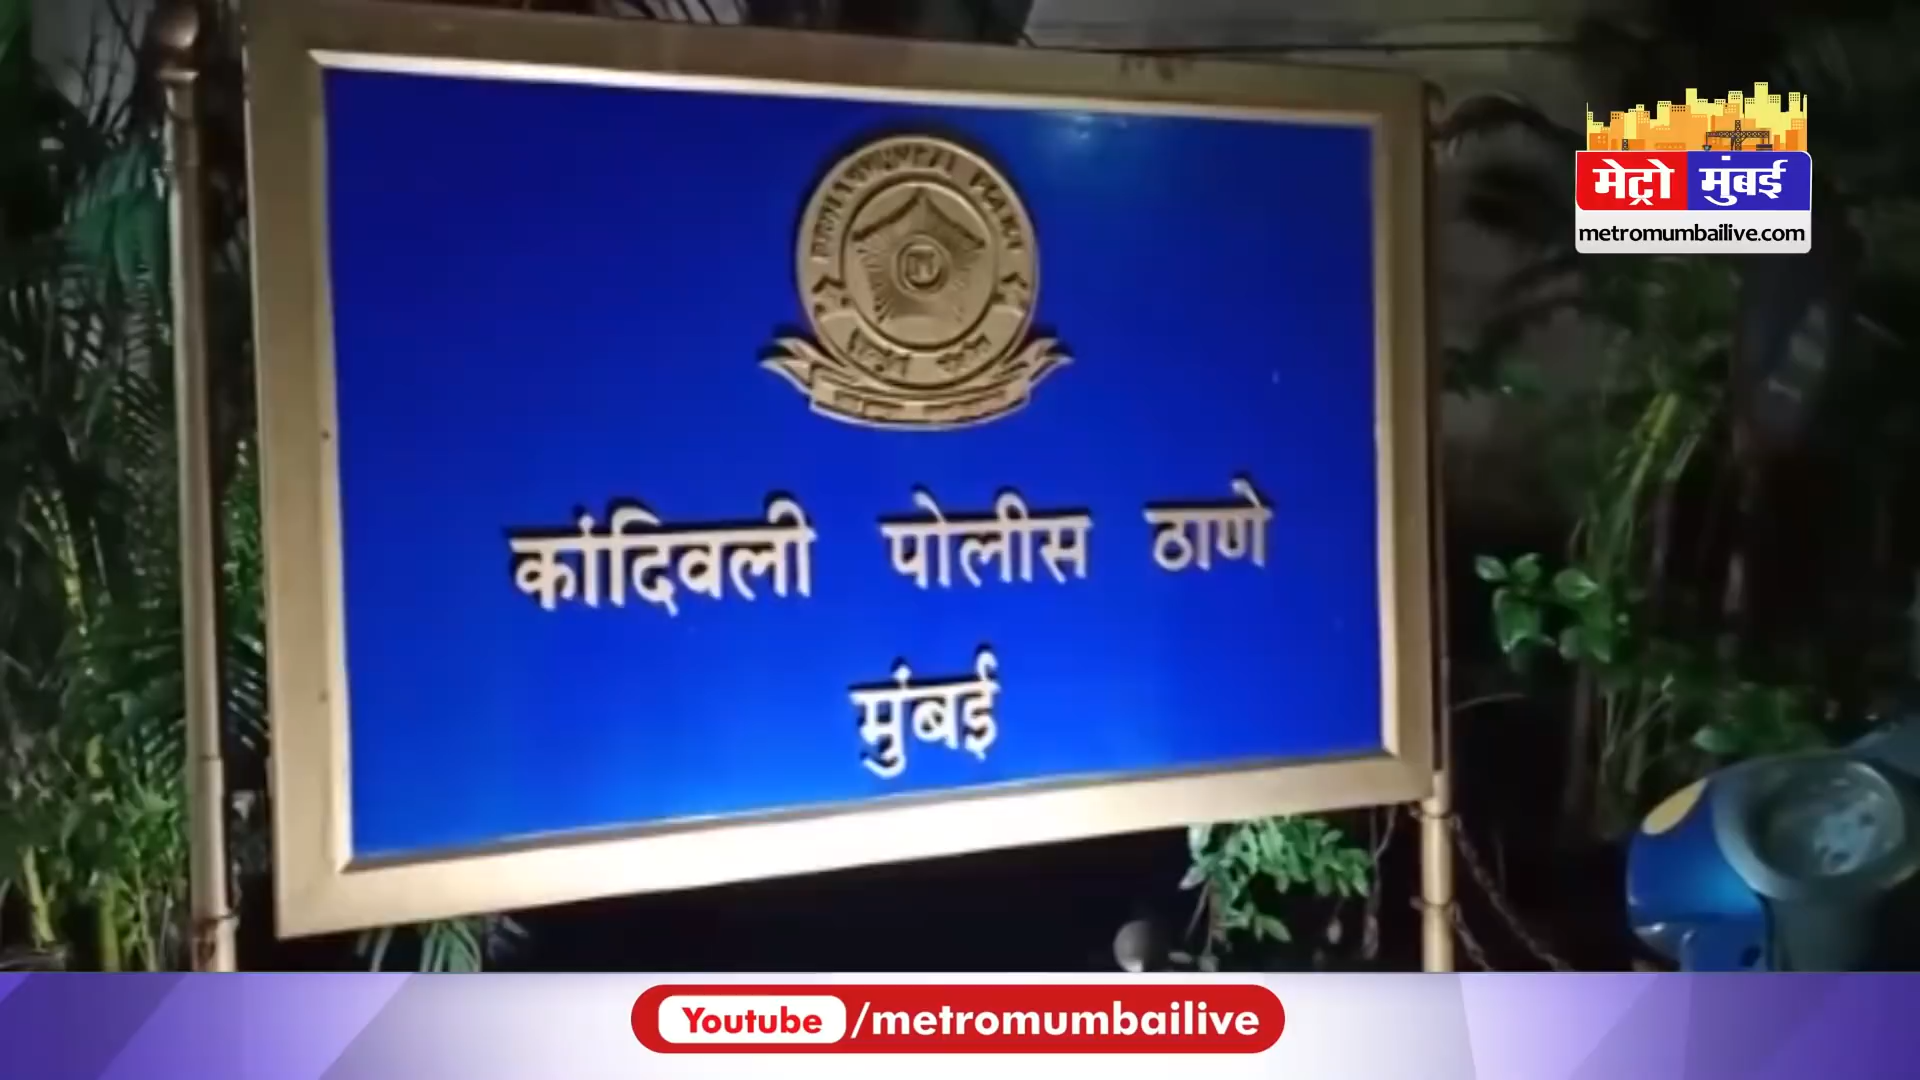 मेट्रो मुंबई
metromumbailive.com
कांदिवली पोलीस ठाणे
मुंबई
Youtube /metromumbailive